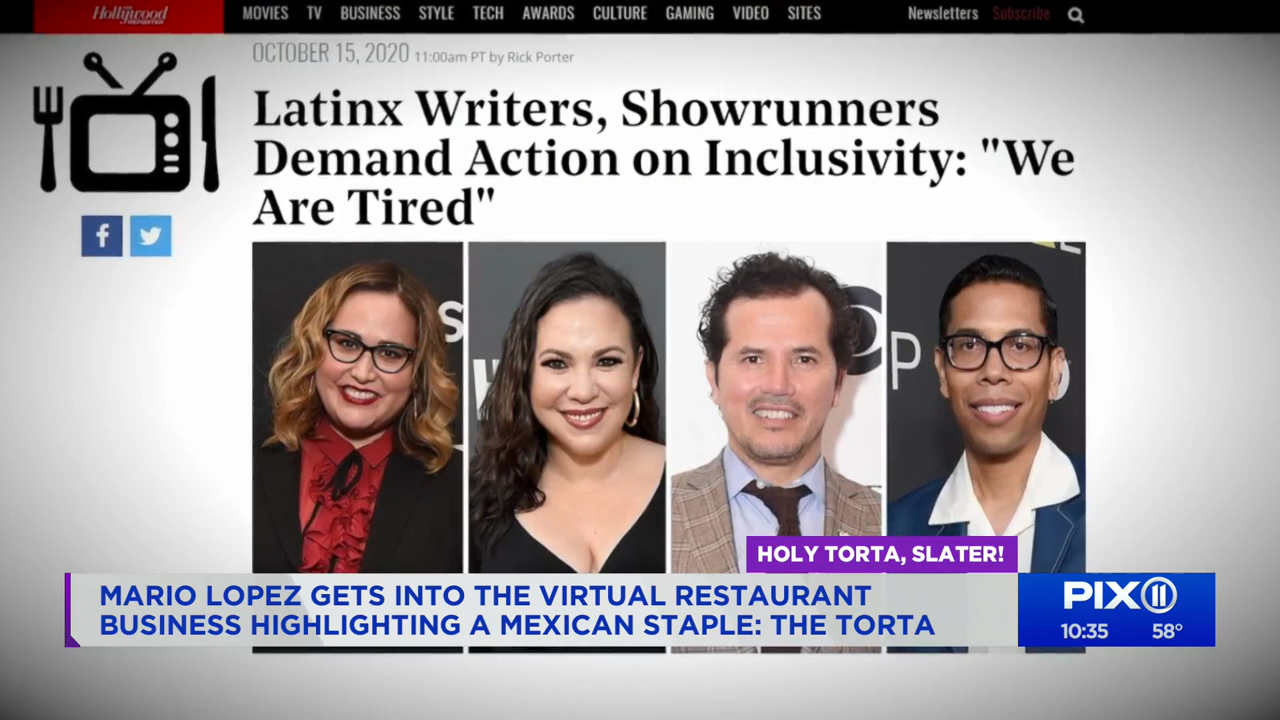 The Hollywood REPORTER
MOVIES TV BUSINESS STYLE TECH AWARDS CULTURE GAMING VIDEO SITES Newsletters Subscribe
OCTOBER 15, 2020 11:00am PT by Rick Porter
Latinx Writers, Showrunners
Demand Action on Inclusivity: "We
Are Tired"
f
S
P
HOLY TORTA, SLATER!
MARIO LOPEZ GETS INTO THE VIRTUAL RESTAURANT
BUSINESS HIGHLIGHTING A MEXICAN STAPLE: THE TORTA
PIX11
10:35 58°